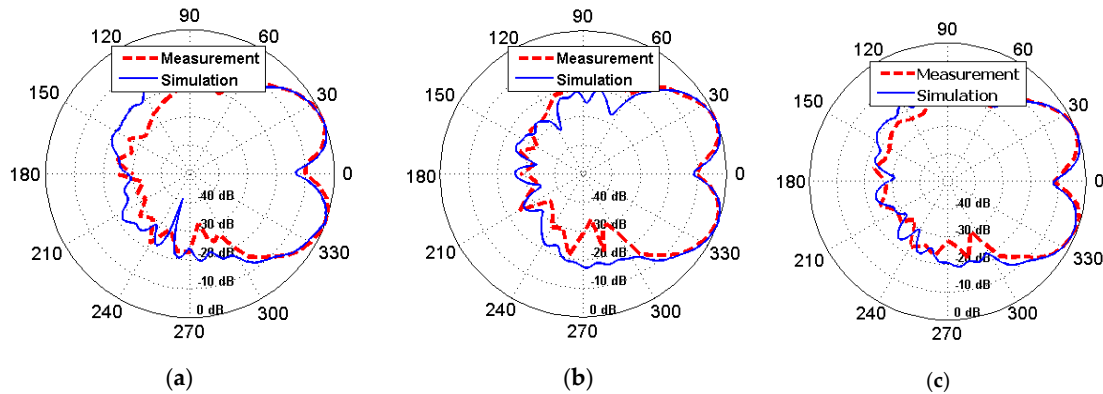 90
120
60
Measurement
Simulation
150
30
180
0
-40 dB
-30 dB
-20 dB
-10 dB
0 dB
210
330
240
300
270
(a)
90
120
60
Measurement
Simulation
150
30
180
0
-40 dB
-30 dB
-20 dB
-10 dB
0 dB
210
330
240
300
270
(b)
90
120
60
Measurement
Simulation
150
30
180
0
-40 dB
-30 dB
-20 dB
-10 dB
0 dB
210
330
240
300
270
(c)